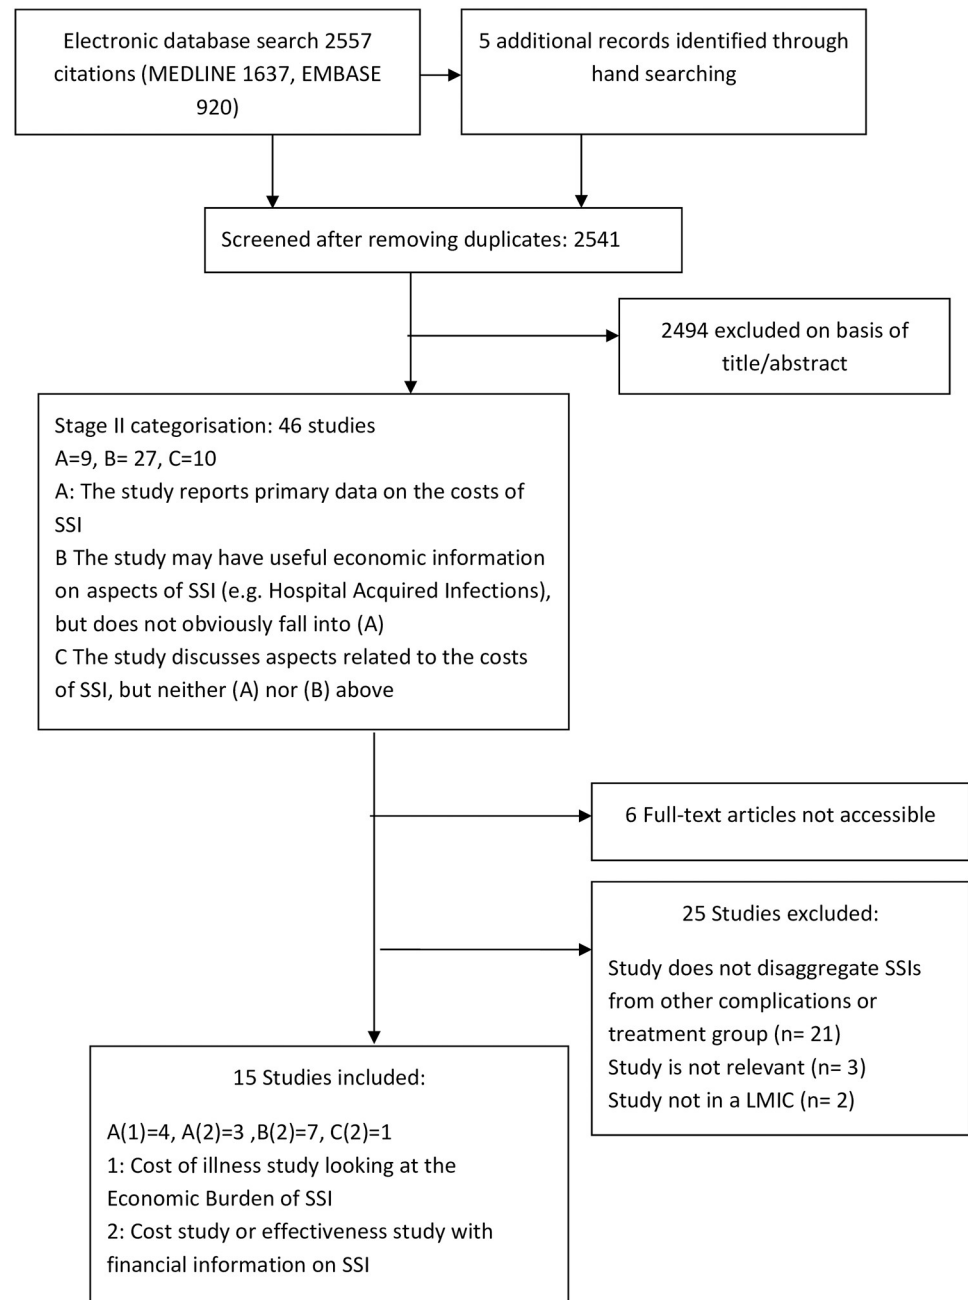 Electronic database search 2557
citations (MEDLINE 1637, EMBASE
920)
5 additional records identified through
hand searching
Screened after removing duplicates: 2541
2494 excluded on basis of
title/abstract
Stage II categorisation: 46 studies
A=9, B= 27, C=10
A: The study reports primary data on the costs of
SSI
B The study may have useful economic information
on aspects of SSI (e.g. Hospital Acquired Infections),
but does not obviously fall into (A)
C The study discusses aspects related to the costs
of SSI, but neither (A) nor (B) above
6 Full-text articles not accessible
25 Studies excluded:
Study does not disaggregate SSIs
from other complications or
treatment group (n= 21)
Study is not relevant (n= 3)
Study not in a LMIC (n= 2)
15 Studies included:
A(1)=4, A(2)=3 ,B(2)=7, C(2)=1
1: Cost of illness study looking at the
Economic Burden of SSI
2: Cost study or effectiveness study with
financial information on SSI